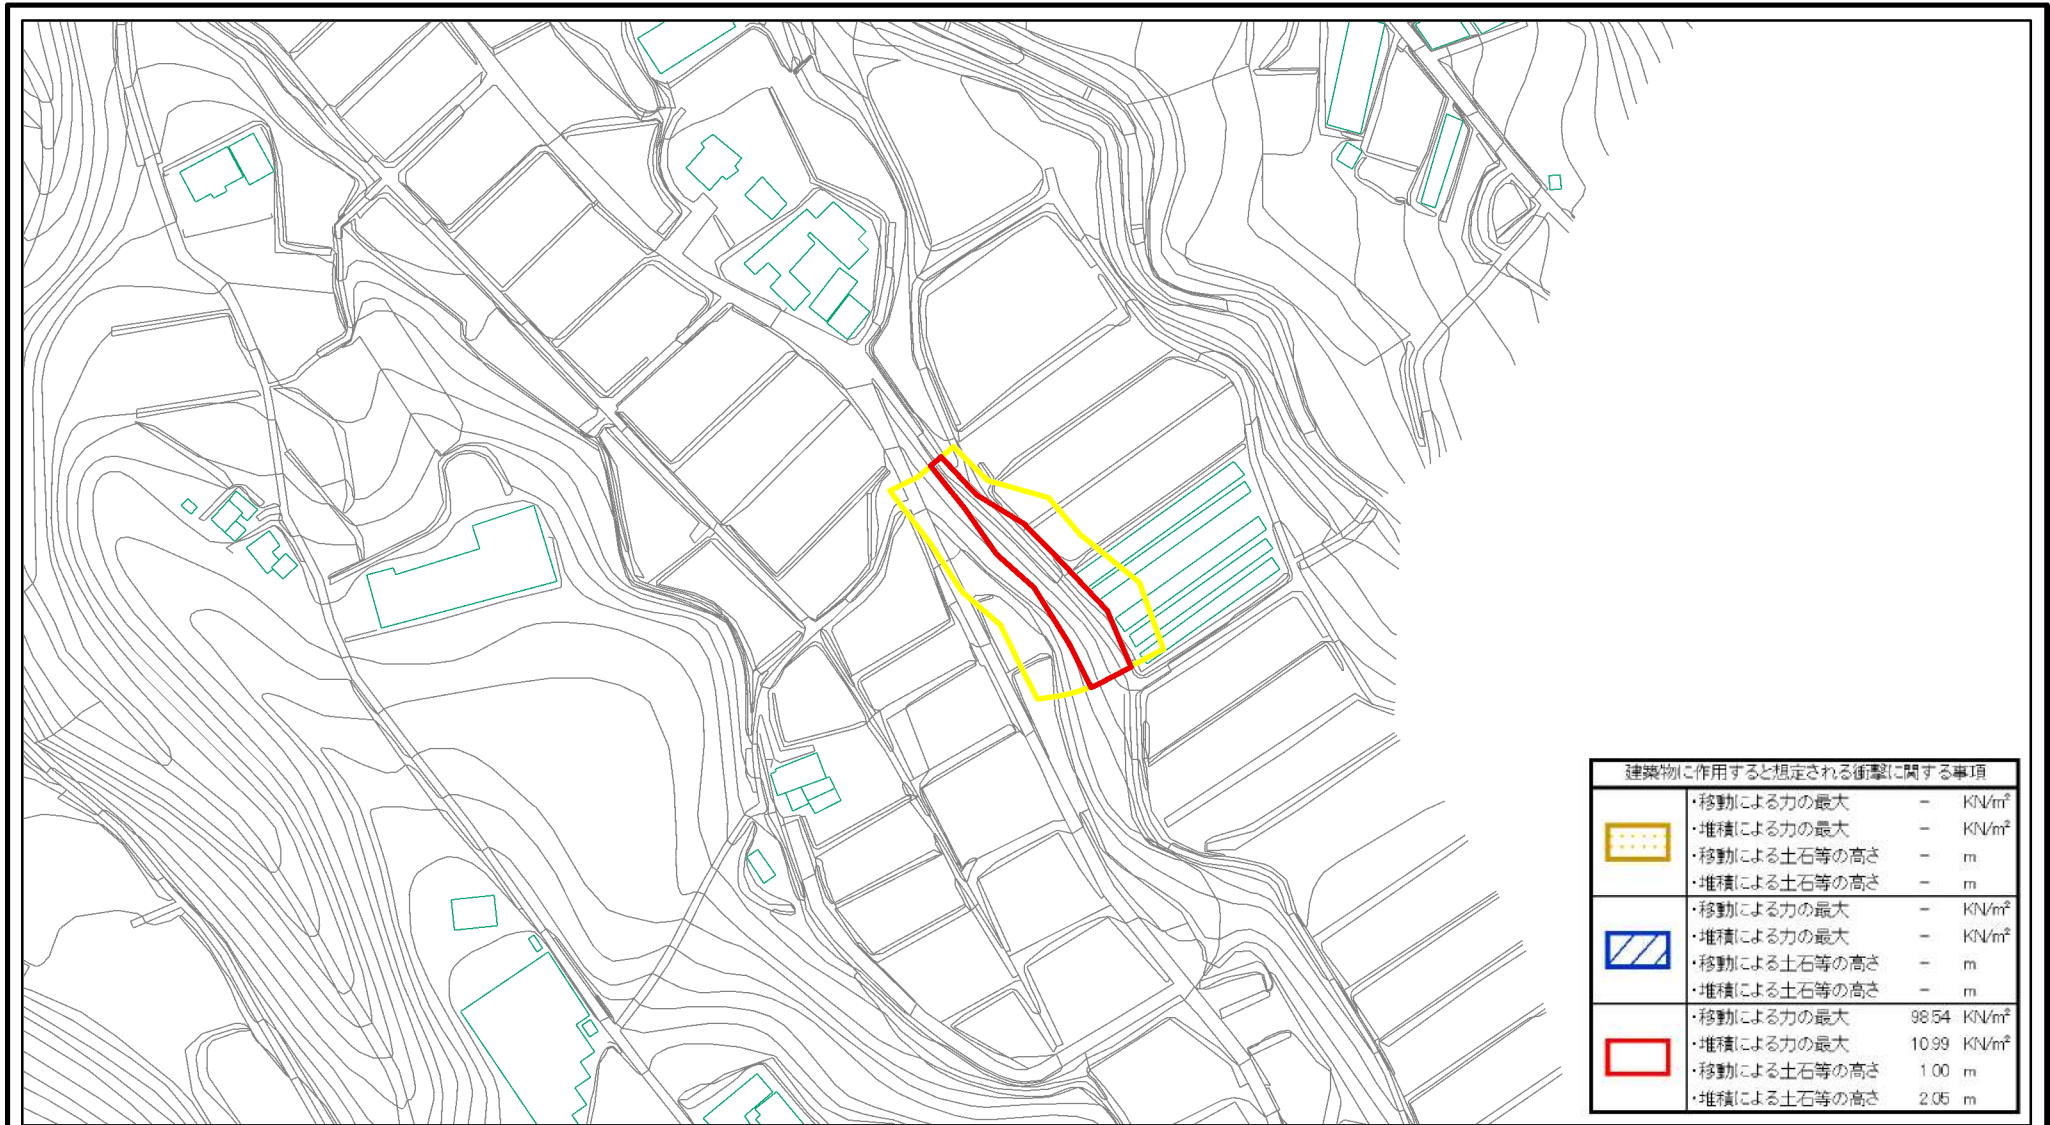 建築物に作用すると想定される衝撃に関する事項
・移動による力の最大 － KN/m²
・堆積による力の最大 － KN/m²
・移動による土石等の高さ － m
・堆積による土石等の高さ － m
・移動による力の最大 － KN/m²
・堆積による力の最大 － KN/m²
・移動による土石等の高さ － m
・堆積による土石等の高さ － m
・移動による力の最大 98.54 KN/m²
・堆積による力の最大 10.99 KN/m²
・移動による土石等の高さ 1.00 m
・堆積による土石等の高さ 2.05 m